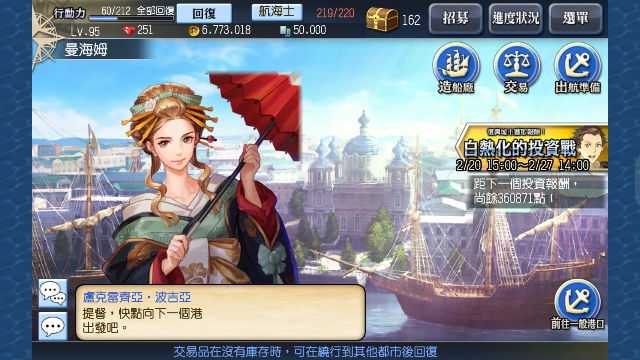 行動力 60/212 全部回復
回復
航海士 219/220
162
招募
進度狀況
選單
Lv.95 251 6.773.018 50.000
曼海姆
造船廠
交易
出航準備
白熱化的投資戰
2/20 15:00~2/27 14:00
距下一個投資報酬，
尚餘360871點！
盧克雷齊亞·波吉亞
提督，快點向下一個港
出發吧。
前往一般港口
交易品在沒有庫存時，可在繞行到其他都市後回復